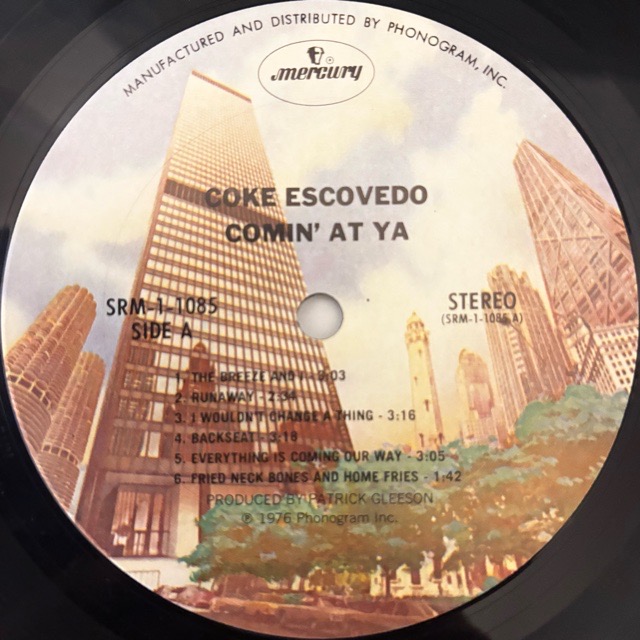 MANUFACTURED AND DISTRIBUTED BY PHONOGRAM, INC.
mercury
COKE ESCOVEDO
COMIN' AT YA
SRM-1-1085
SIDE A
STEREO
(SRM-1-1085 A)
1. THE BREEZE AND I - 3:03
2. RUNAWAY - 2:34
3. I WOULDN'T CHANGE A THING - 3:16
4. BACKSEAT - 3:18
5. EVERYTHING IS COMING OUR WAY - 3:05
6. FRIED NECK BONES AND HOME FRIES - 1:42
PRODUCED BY PATRICK GLEESON
℗ 1976 Phonogram Inc.